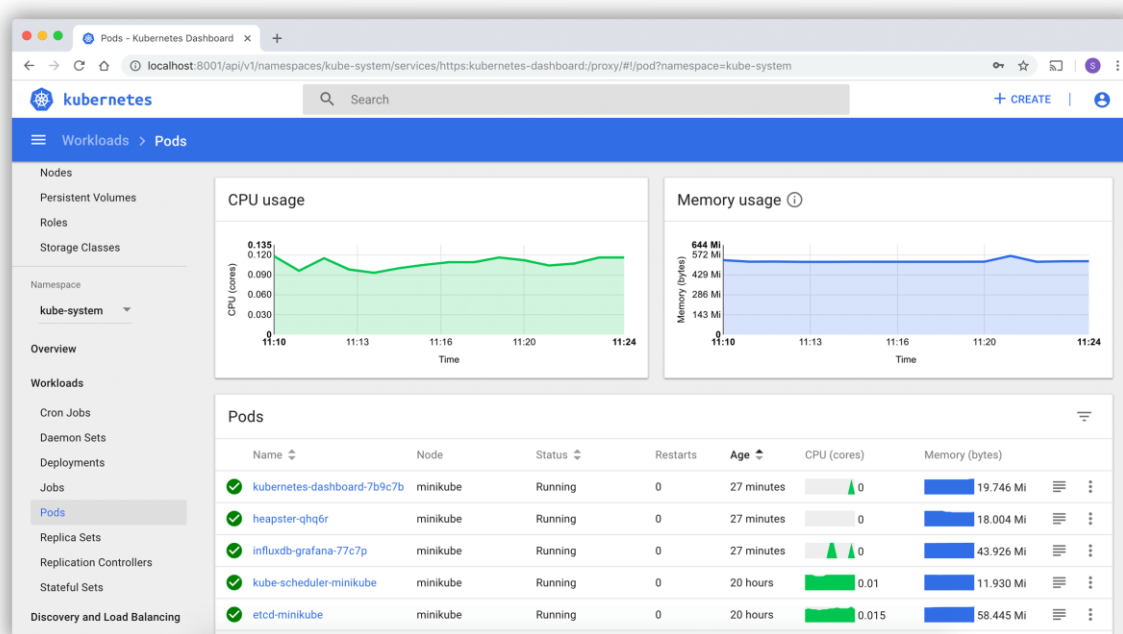 Pods - Kubernetes Dashboard
localhost:8001/api/v1/namespaces/kube-system/services/https:kubernetes-dashboard:/proxy/#!/pod?namespace=kube-system
S
kubernetes
Search
+ CREATE
Workloads > Pods
Nodes
Persistent Volumes
Roles
Storage Classes
Namespace
kube-system
Overview
Workloads
Cron Jobs
Daemon Sets
Deployments
Jobs
Pods
Replica Sets
Replication Controllers
Stateful Sets
Discovery and Load Balancing
CPU usage
CPU (cores)
0.135
0.120
0.090
0.060
0.030
0
11:10 11:13 11:16 11:20 11:24
Time
Memory usage
Memory (bytes)
644 Mi
572 Mi
429 Mi
286 Mi
143 Mi
0
11:10 11:13 11:16 11:20 11:24
Time
Pods
Name Node Status Restarts Age CPU (cores) Memory (bytes)
kubernetes-dashboard-7b9c7b minikube Running 0 27 minutes 0 19.746 Mi
heapster-qhq6r minikube Running 0 27 minutes 0 18.004 Mi
influxdb-grafana-77c7p minikube Running 0 27 minutes 0 43.926 Mi
kube-scheduler-minikube minikube Running 0 20 hours 0.01 11.930 Mi
etcd-minikube minikube Running 0 20 hours 0.015 58.445 Mi